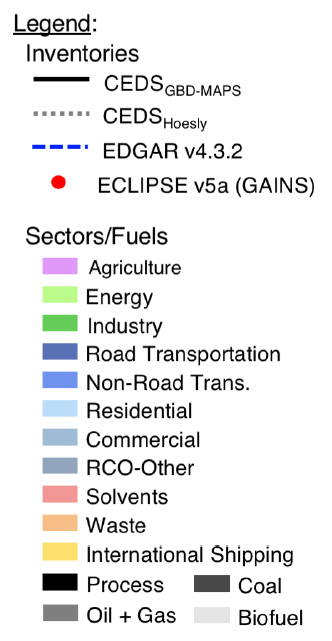 Legend:
Inventories
CEDSGBD-MAPS
CEDSHoesly
EDGAR v4.3.2
ECLIPSE v5a (GAINS)
Sectors/Fuels
Agriculture
Energy
Industry
Road Transportation
Non-Road Trans.
Residential
Commercial
RCO-Other
Solvents
Waste
International Shipping
Process Coal
Oil + Gas Biofuel